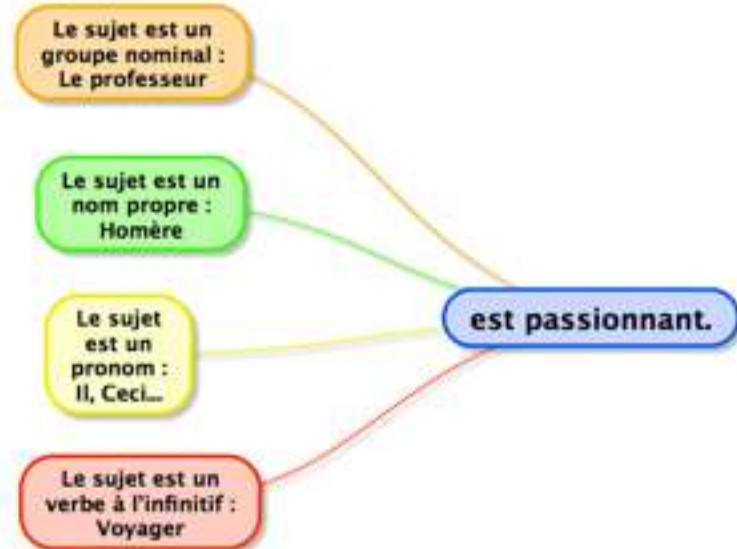 Le sujet est un
groupe nominal :
Le professeur
Le sujet est un
nom propre :
Homère
est passionnant.
Le sujet
est un
pronom :
Il, Ceci...
Le sujet est un
verbe à l'infinitif :
Voyager